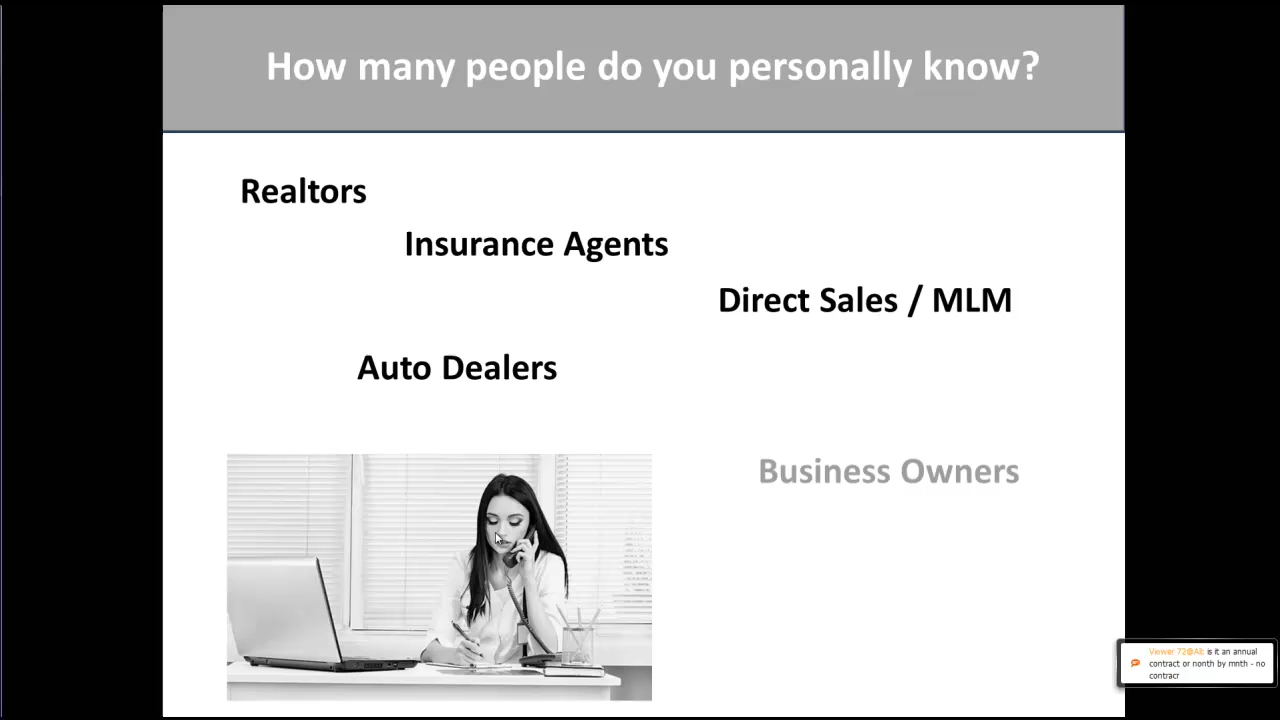 How many people do you personally know?
Realtors
Insurance Agents
Direct Sales / MLM
Auto Dealers
Business Owners
Viewer 72@All: is it an annual
contract or nonth by mnth - no
contracr